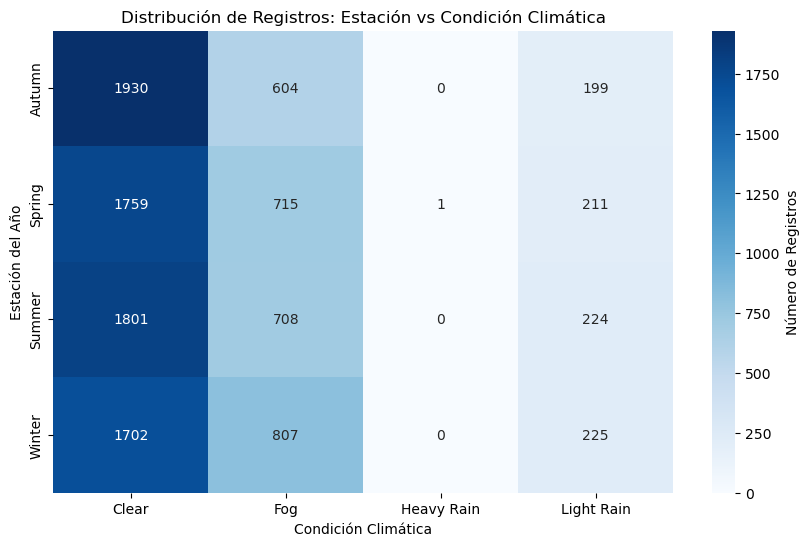 Distribución de Registros: Estación vs Condición Climática
Estación del Año
Autumn
1930 604 0 199
Spring
1759 715 1 211
Summer
1801 708 0 224
Winter
1702 807 0 225
Clear Fog Heavy Rain Light Rain
Condición Climática
1750
1500
1250
1000
750
500
250
0
Número de Registros